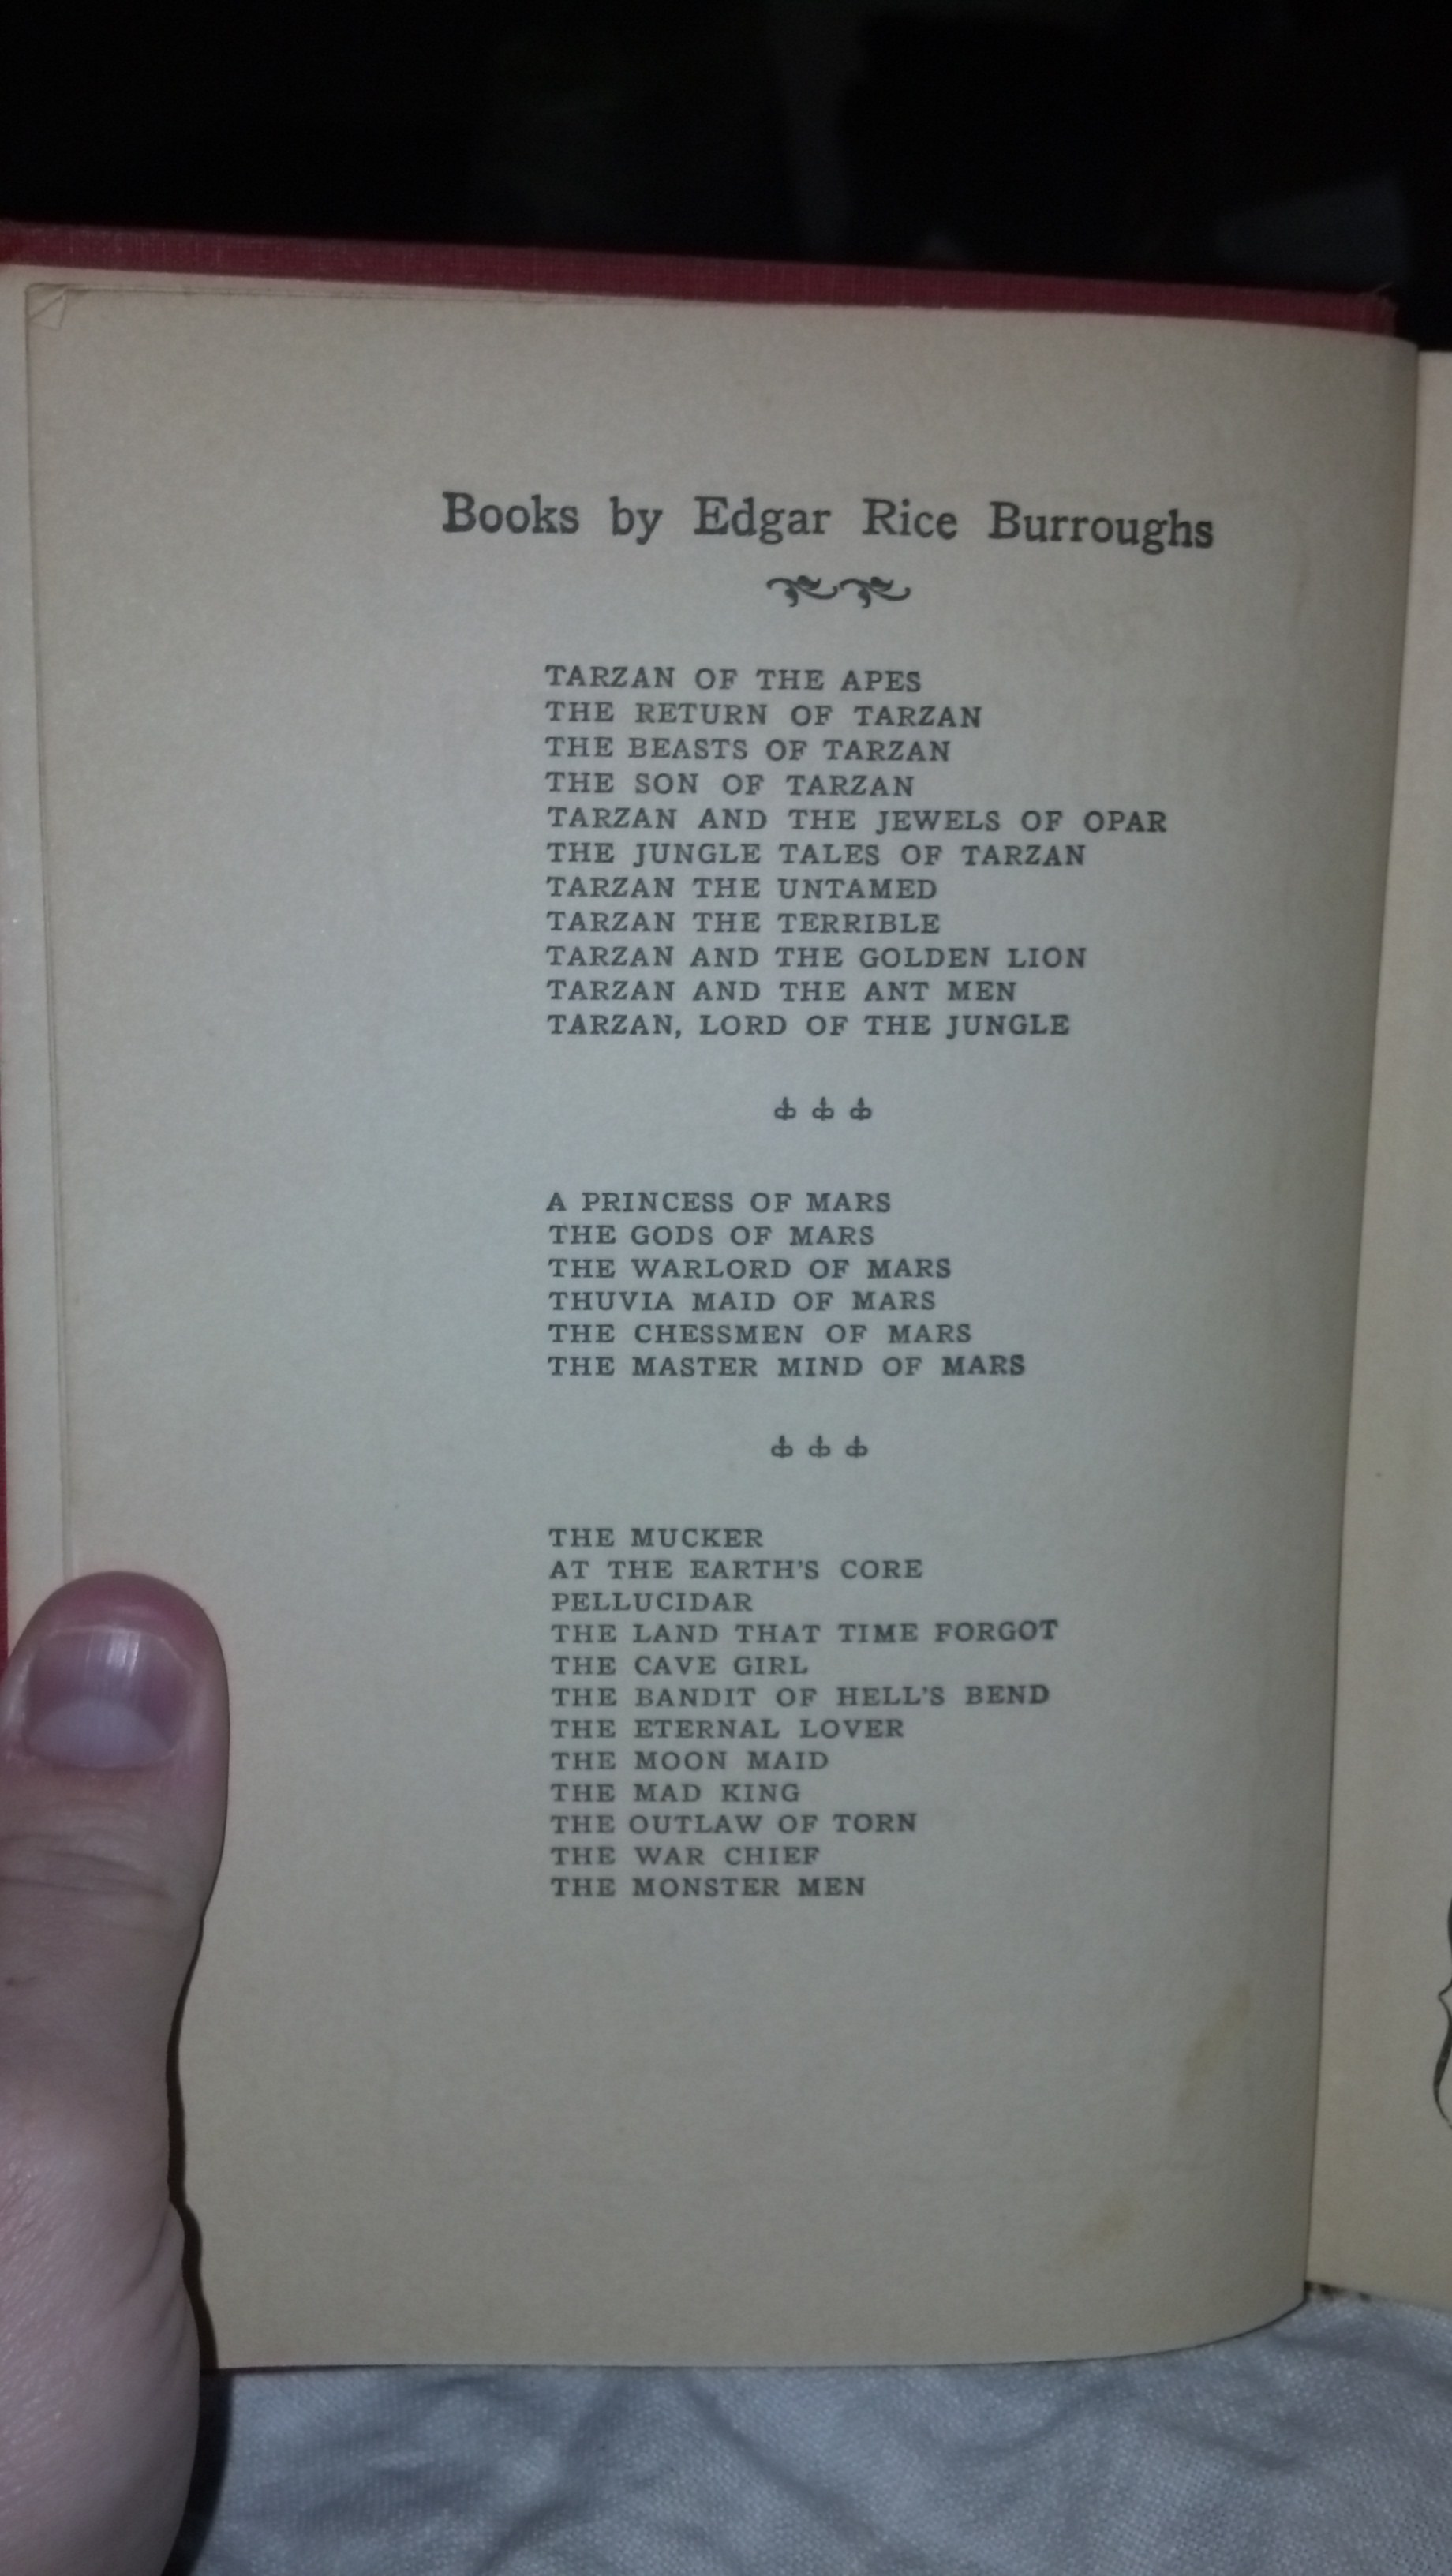 Books by Edgar Rice Burroughs
TARZAN OF THE APES
THE RETURN OF TARZAN
THE BEASTS OF TARZAN
THE SON OF TARZAN
TARZAN AND THE JEWELS OF OPAR
THE JUNGLE TALES OF TARZAN
TARZAN THE UNTAMED
TARZAN THE TERRIBLE
TARZAN AND THE GOLDEN LION
TARZAN AND THE ANT MEN
TARZAN, LORD OF THE JUNGLE
A PRINCESS OF MARS
THE GODS OF MARS
THE WARLORD OF MARS
THUVIA MAID OF MARS
THE CHESSMEN OF MARS
THE MASTER MIND OF MARS
THE MUCKER
AT THE EARTH'S CORE
PELLUCIDAR
THE LAND THAT TIME FORGOT
THE CAVE GIRL
THE BANDIT OF HELL'S BEND
THE ETERNAL LOVER
THE MOON MAID
THE MAD KING
THE OUTLAW OF TORN
THE WAR CHIEF
THE MONSTER MEN